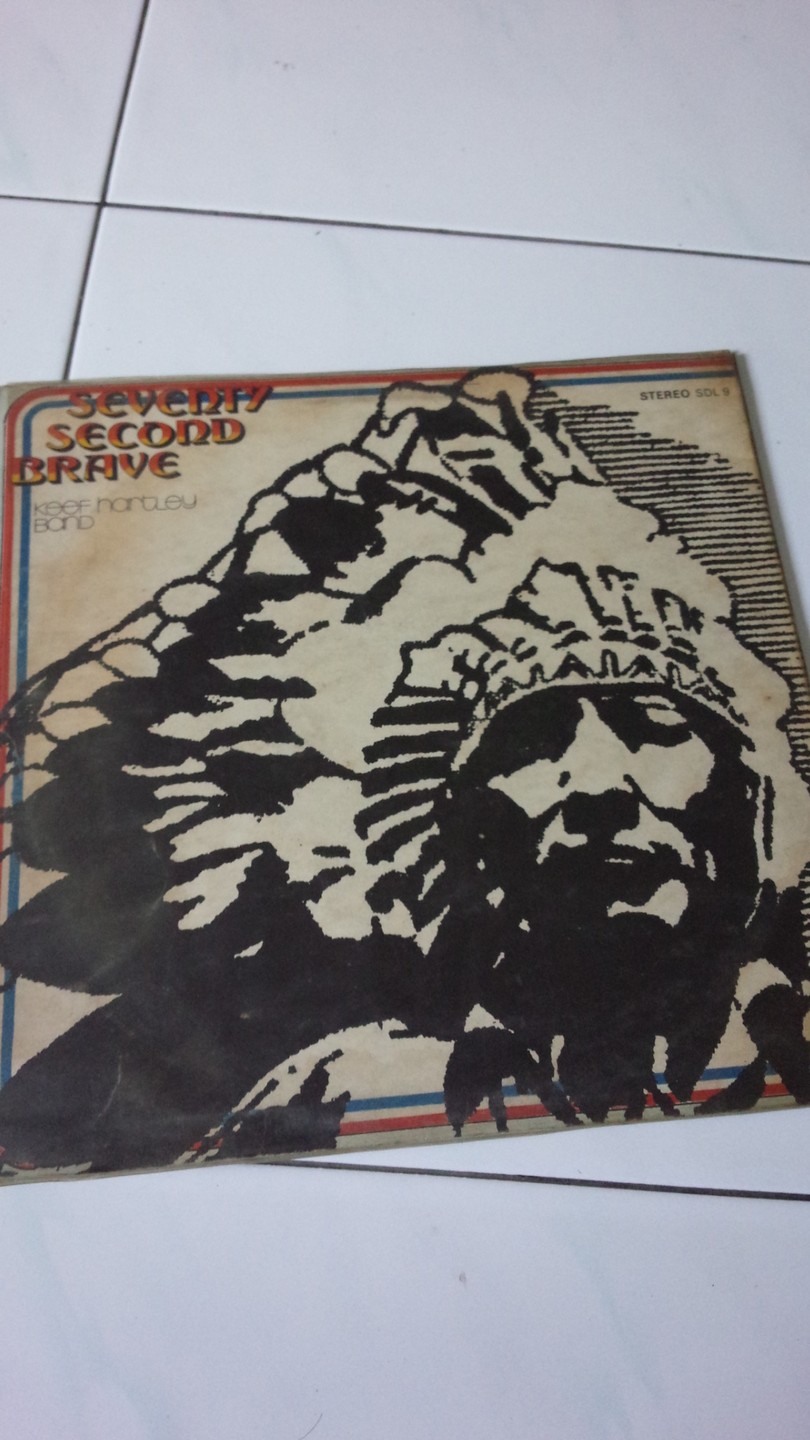 SEVENTY
SECOND
BRAVE
Keef Hartley
Band
STEREO SDL 9